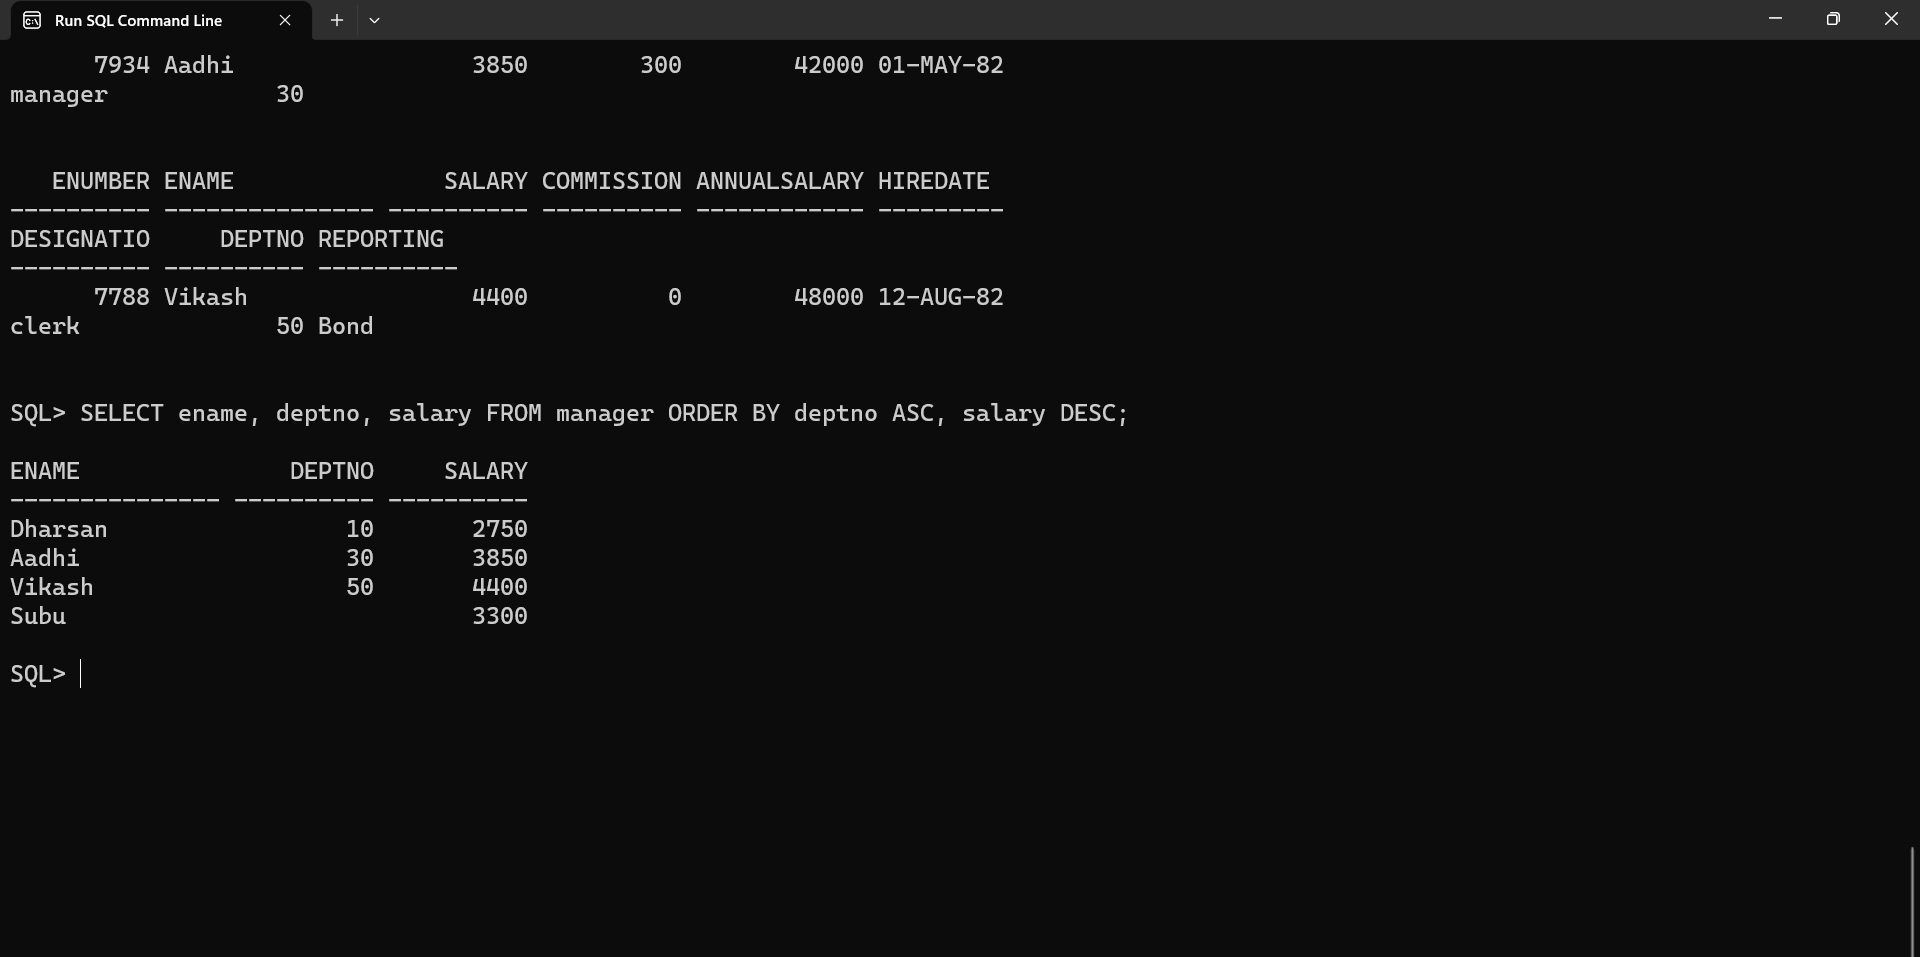 Run SQL Command Line
7934 Aadhi 3850 300 42000 01-MAY-82
manager 30
ENUMBER ENAME SALARY COMMISSION ANNUALSALARY HIREDATE
---------- --------------- ---------- ---------- ------------ ---------
DESIGNATIO DEPTNO REPORTING
---------- ---------- ----------
7788 Vikash 4400 0 48000 12-AUG-82
clerk 50 Bond
SQL> SELECT ename, deptno, salary FROM manager ORDER BY deptno ASC, salary DESC;
ENAME DEPTNO SALARY
--------------- ---------- ----------
Dharsan 10 2750
Aadhi 30 3850
Vikash 50 4400
Subu 3300
SQL>